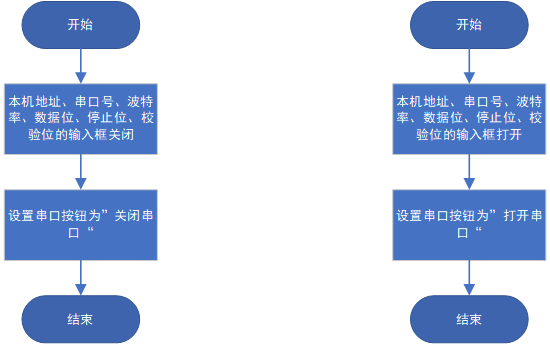 开始
本机地址、串口号、波特
率、数据位、停止位、校
验位的输入框关闭
设置串口按钮为”关闭串
口“
结束
开始
本机地址、串口号、波特
率、数据位、停止位、校
验位的输入框打开
设置串口按钮为”打开串
口“
结束